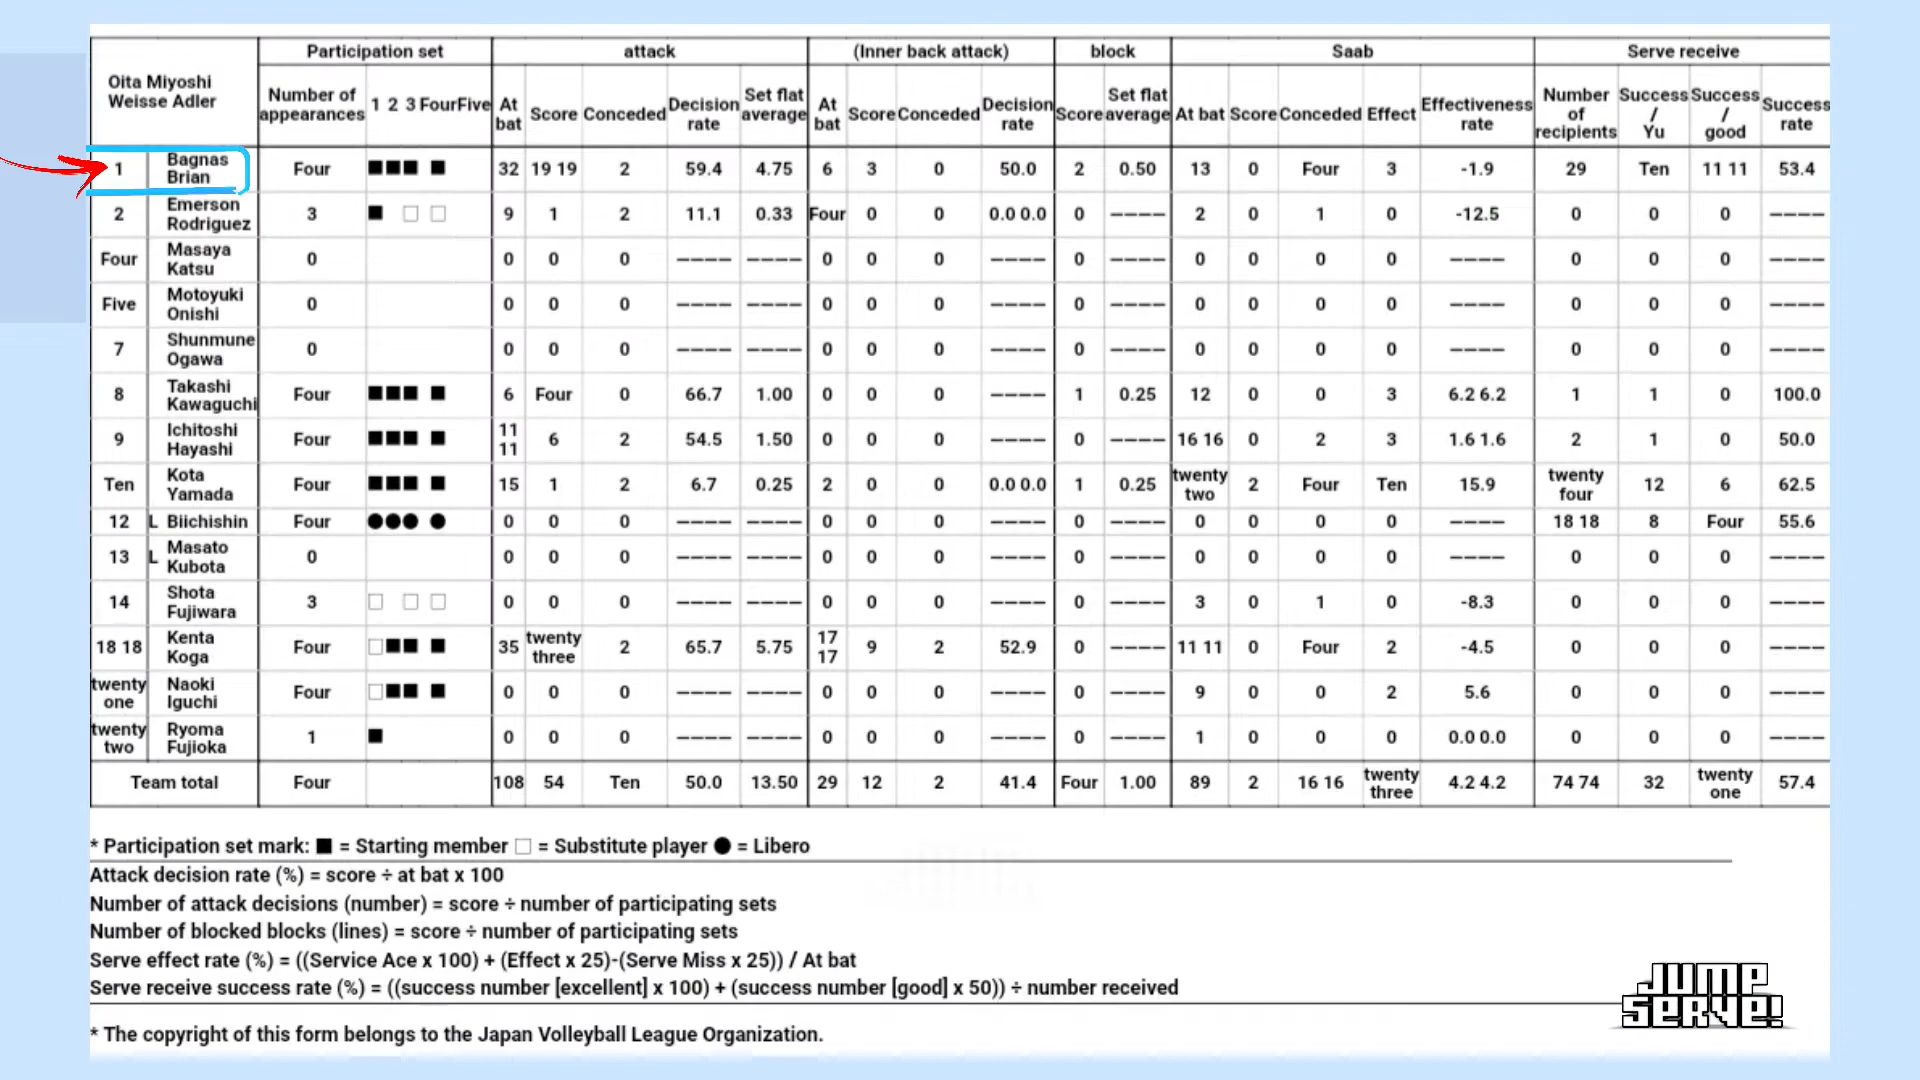 Oita Miyoshi Weisse Adler | Participation set | attack | (Inner back attack) | block | Saab | Serve receive
Number of appearances | 1 2 3 Four Five | At bat | Score | Conceded | Decision rate | Set flat average | At bat | Score | Conceded | Decision rate | Score | Set flat average | At bat | Score | Conceded | Effect | Effectiveness rate | Number of recipients | Success / Yu | Success / good | Success rate
1 | Bagnas Brian | Four | ■■■ ■ | 32 | 19 19 | 2 | 59.4 | 4.75 | 6 | 3 | 0 | 50.0 | 2 | 0.50 | 13 | 0 | Four | 3 | -1.9 | 29 | Ten | 11 11 | 53.4
2 | Emerson Rodriguez | 3 | ■ □ □ | 9 | 1 | 2 | 11.1 | 0.33 | Four | 0 | 0 | 0.0 0.0 | 0 | ---- | 2 | 0 | 1 | 0 | -12.5 | 0 | 0 | 0 | ----
Four | Masaya Katsu | 0 | 0 | 0 | 0 | ---- | ---- | 0 | 0 | 0 | ---- | 0 | ---- | 0 | 0 | 0 | 0 | ---- | 0 | 0 | 0 | ----
Five | Motoyuki Onishi | 0 | 0 | 0 | 0 | ---- | ---- | 0 | 0 | 0 | ---- | 0 | ---- | 0 | 0 | 0 | 0 | ---- | 0 | 0 | 0 | ----
7 | Shunmune Ogawa | 0 | 0 | 0 | 0 | ---- | ---- | 0 | 0 | 0 | ---- | 0 | ---- | 0 | 0 | 0 | 0 | ---- | 0 | 0 | 0 | ----
8 | Takashi Kawaguchi | Four | ■■■ ■ | 6 | Four | 0 | 66.7 | 1.00 | 0 | 0 | 0 | ---- | 1 | 0.25 | 12 | 0 | 0 | 3 | 6.2 6.2 | 1 | 1 | 0 | 100.0
9 | Ichitoshi Hayashi | Four | ■■■ ■ | 11 11 | 6 | 2 | 54.5 | 1.50 | 0 | 0 | 0 | ---- | 0 | ---- | 16 16 | 0 | 2 | 3 | 1.6 1.6 | 2 | 1 | 0 | 50.0
Ten | Kota Yamada | Four | ■■■ ■ | 15 | 1 | 2 | 6.7 | 0.25 | 2 | 0 | 0 | 0.0 0.0 | 1 | 0.25 | twenty two | 2 | Four | Ten | 15.9 | twenty four | 12 | 6 | 62.5
12 | L Biichishin | Four | ●●● ● | 0 | 0 | 0 | ---- | ---- | 0 | 0 | 0 | ---- | 0 | ---- | 0 | 0 | 0 | 0 | ---- | 18 18 | 8 | Four | 55.6
13 | L Masato Kubota | 0 | 0 | 0 | 0 | ---- | ---- | 0 | 0 | 0 | ---- | 0 | ---- | 0 | 0 | 0 | 0 | ---- | 0 | 0 | 0 | ----
14 | Shota Fujiwara | 3 | □ □ □ | 0 | 0 | 0 | ---- | ---- | 0 | 0 | 0 | ---- | 0 | ---- | 3 | 0 | 1 | 0 | -8.3 | 0 | 0 | 0 | ----
18 18 | Kenta Koga | Four | □■■ ■ | 35 | twenty three | 2 | 65.7 | 5.75 | 17 17 | 9 | 2 | 52.9 | 0 | ---- | 11 11 | 0 | Four | 2 | -4.5 | 0 | 0 | 0 | ----
twenty one | Naoki Iguchi | Four | □■■ ■ | 0 | 0 | 0 | ---- | ---- | 0 | 0 | 0 | ---- | 0 | ---- | 9 | 0 | 0 | 2 | 5.6 | 0 | 0 | 0 | ----
twenty two | Ryoma Fujioka | 1 | ■ | 0 | 0 | 0 | ---- | ---- | 0 | 0 | 0 | ---- | 0 | ---- | 1 | 0 | 0 | 0 | 0.0 0.0 | 0 | 0 | 0 | ----
Team total | Four | 108 | 54 | Ten | 50.0 | 13.50 | 29 | 12 | 2 | 41.4 | Four | 1.00 | 89 | 2 | 16 16 | twenty three | 4.2 4.2 | 74 74 | 32 | twenty one | 57.4
* Participation set mark: ■ = Starting member □ = Substitute player ● = Libero
Attack decision rate (%) = score ÷ at bat x 100
Number of attack decisions (number) = score ÷ number of participating sets
Number of blocked blocks (lines) = score ÷ number of participating sets
Serve effect rate (%) = ((Service Ace x 100) + (Effect x 25)-(Serve Miss x 25)) / At bat
Serve receive success rate (%) = ((success number [excellent] x 100) + (success number [good] x 50)) ÷ number received
* The copyright of this form belongs to the Japan Volleyball League Organization.
JUMP
SERVE!